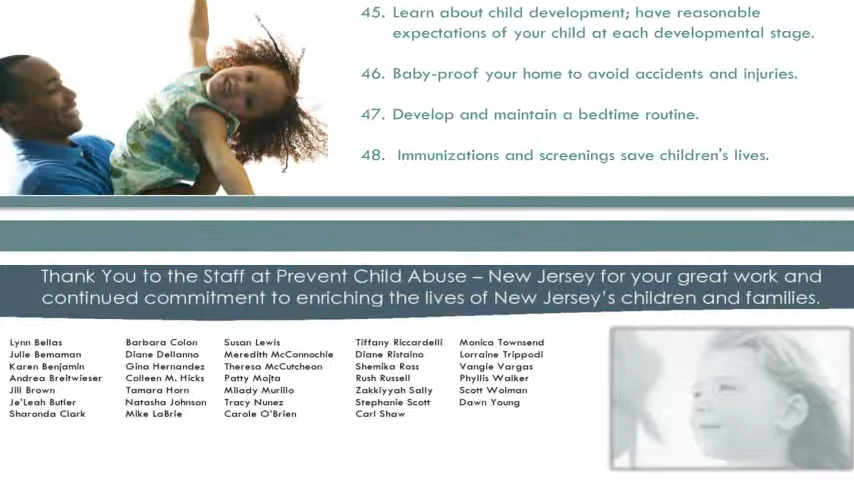 45. Learn about child development; have reasonable
expectations of your child at each developmental stage.
46. Baby-proof your home to avoid accidents and injuries.
47. Develop and maintain a bedtime routine.
48. Immunizations and screenings save children's lives.
Thank You to the Staff at Prevent Child Abuse – New Jersey for your great work and
continued commitment to enriching the lives of New Jersey's children and families.
Lynn Bellas
Julie Bemaman
Karen Benjamin
Andrea Breitwieser
Jill Brown
Je'Leah Butler
Sharonda Clark
Barbara Colon
Diane Dellanno
Gina Hernandez
Colleen M. Hicks
Tamara Horn
Natasha Johnson
Mike LaBrie
Susan Lewis
Meredith McConnochie
Theresa McCutcheon
Patty Mojta
Milady Murillo
Tracy Nunez
Carole O'Brien
Tiffany Riccardelli
Diane Ristaino
Shemika Ross
Rush Russell
Zakkiyyah Sally
Stephanie Scott
Carl Shaw
Monica Townsend
Lorraine Trippodi
Vangie Vargas
Phyllis Walker
Scott Wolman
Dawn Young